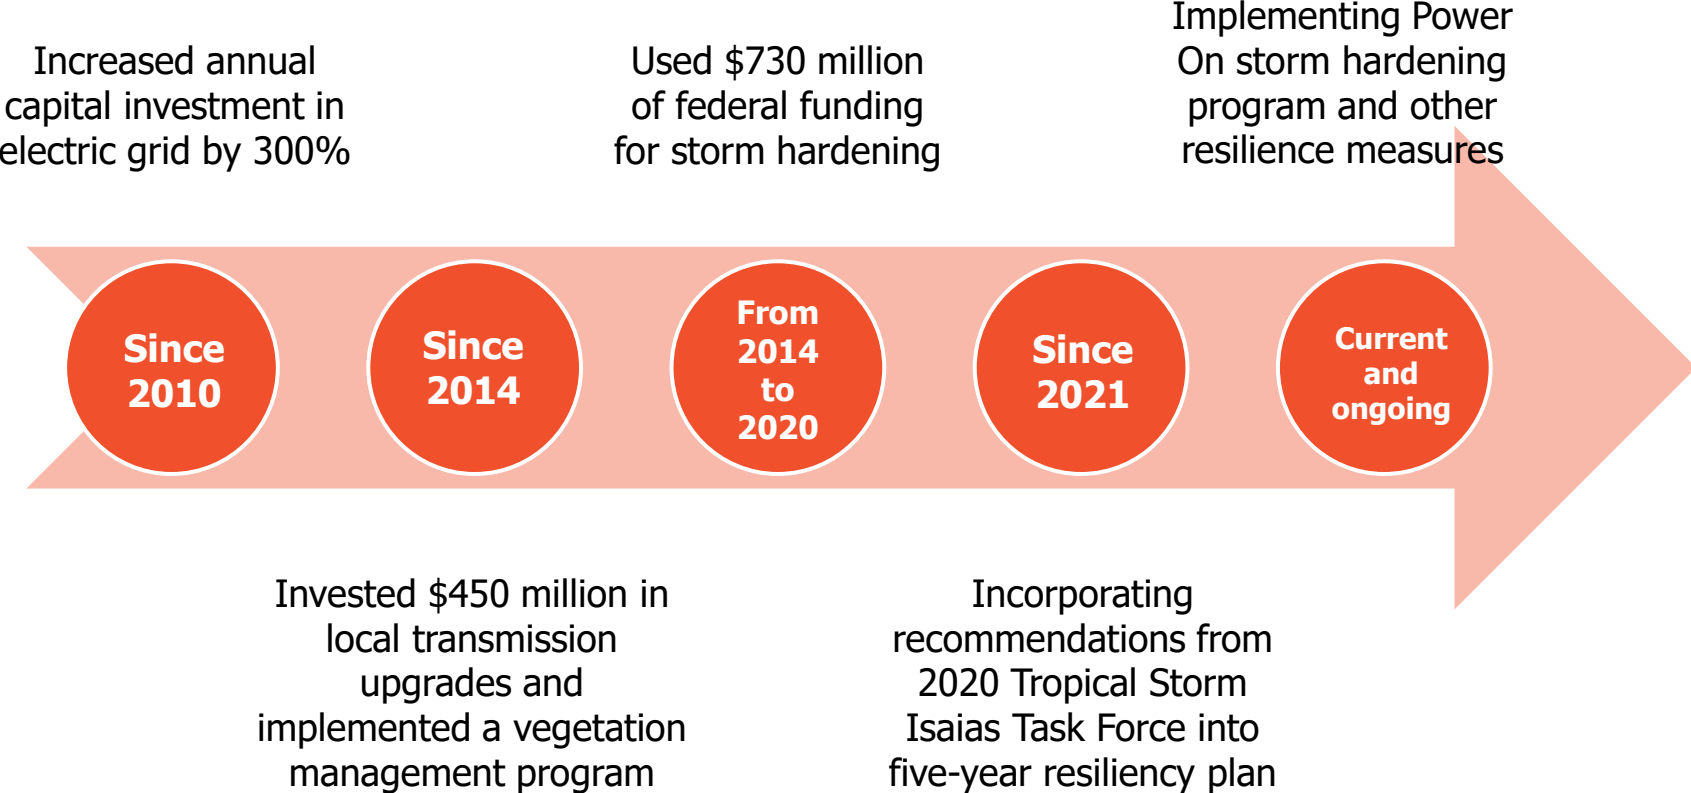 Increased annual
capital investment in
electric grid by 300%
Used $730 million
of federal funding
for storm hardening
Implementing Power
On storm hardening
program and other
resilience measures
Since
2010
Since
2014
From
2014
to
2020
Since
2021
Current
and
ongoing
Invested $450 million in
local transmission
upgrades and
implemented a vegetation
management program
Incorporating
recommendations from
2020 Tropical Storm
Isaias Task Force into
five-year resiliency plan